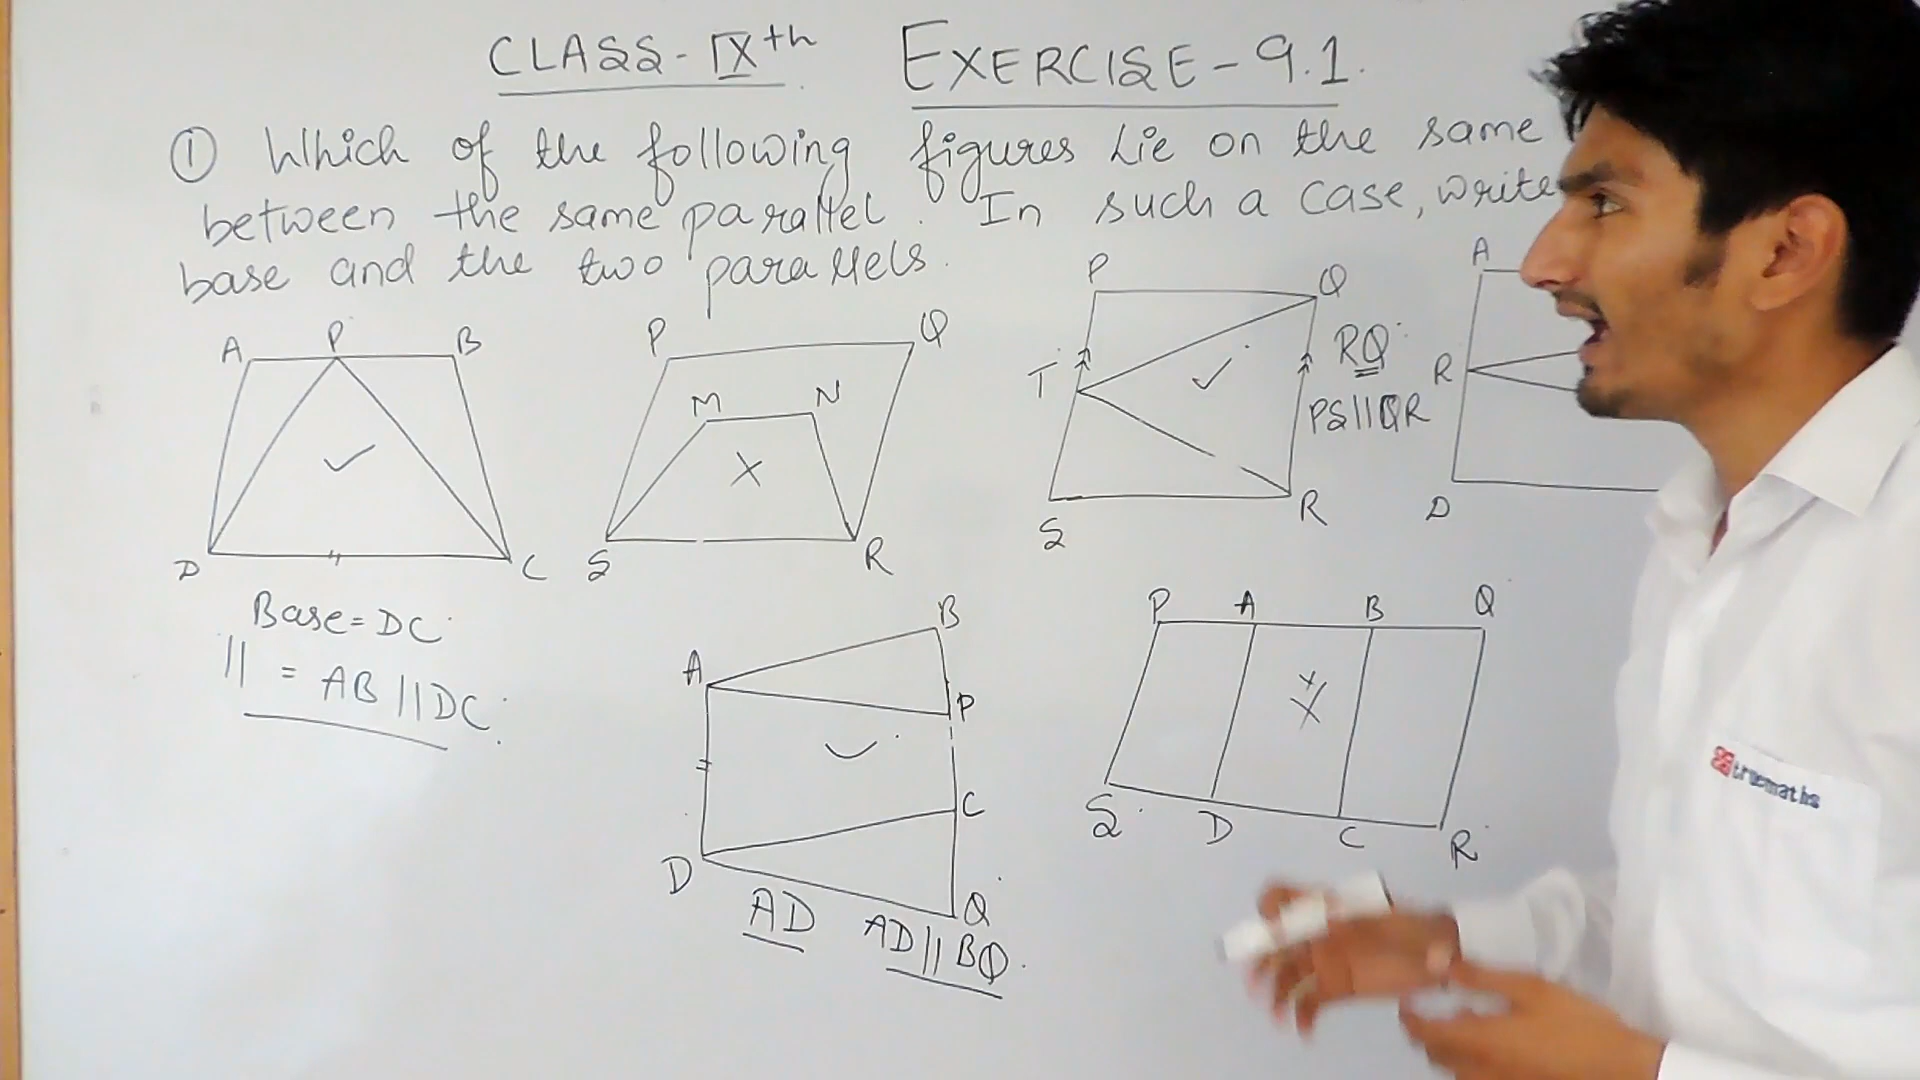 CLASS-IXth EXERCISE-9.1.
① Which of the following figures Lie on the same
between the same parallel. In such a case, write
base and the two parallels.
A P B
D C
Base = DC
|| = AB || DC
P Q
M N
X
S R
P Q
T
S R
RQ
PS||QR
A
R
D
A B
P
C
D Q
AD AD || BQ
P A B Q
S D C R
truemaths